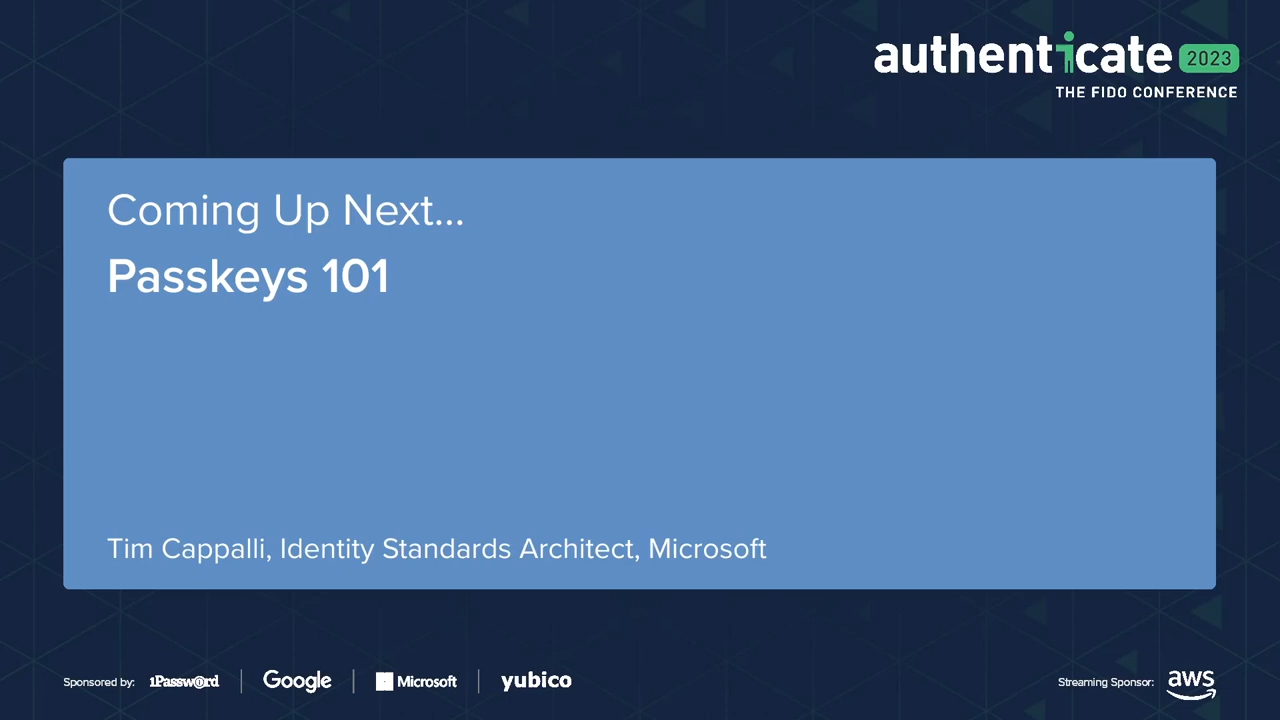 authenticate 2023
THE FIDO CONFERENCE
Coming Up Next...
Passkeys 101
Tim Cappalli, Identity Standards Architect, Microsoft
Sponsored by: 1Password Google Microsoft yubico
Streaming Sponsor: aws